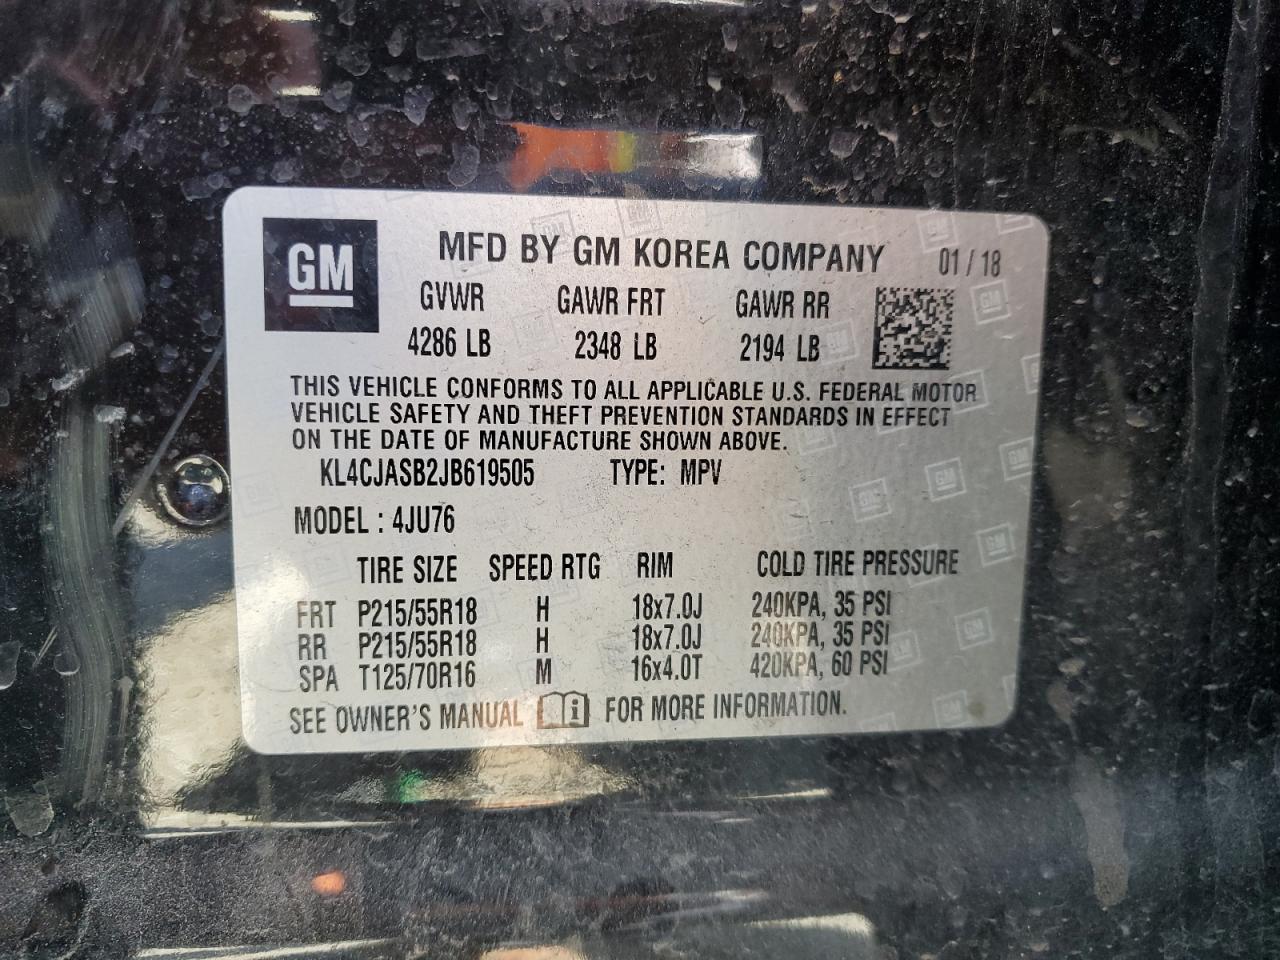 GM
MFD BY GM KOREA COMPANY 01 / 18
GVWR GAWR FRT GAWR RR
4286 LB 2348 LB 2194 LB
THIS VEHICLE CONFORMS TO ALL APPLICABLE U.S. FEDERAL MOTOR
VEHICLE SAFETY AND THEFT PREVENTION STANDARDS IN EFFECT
ON THE DATE OF MANUFACTURE SHOWN ABOVE.
KL4CJASB2JB619505 TYPE: MPV
MODEL : 4JU76
TIRE SIZE SPEED RTG RIM COLD TIRE PRESSURE
FRT P215/55R18 H 18x7.0J 240KPA, 35 PSI
RR P215/55R18 H 18x7.0J 240KPA, 35 PSI
SPA T125/70R16 M 16x4.0T 420KPA, 60 PSI
SEE OWNER'S MANUAL i FOR MORE INFORMATION.